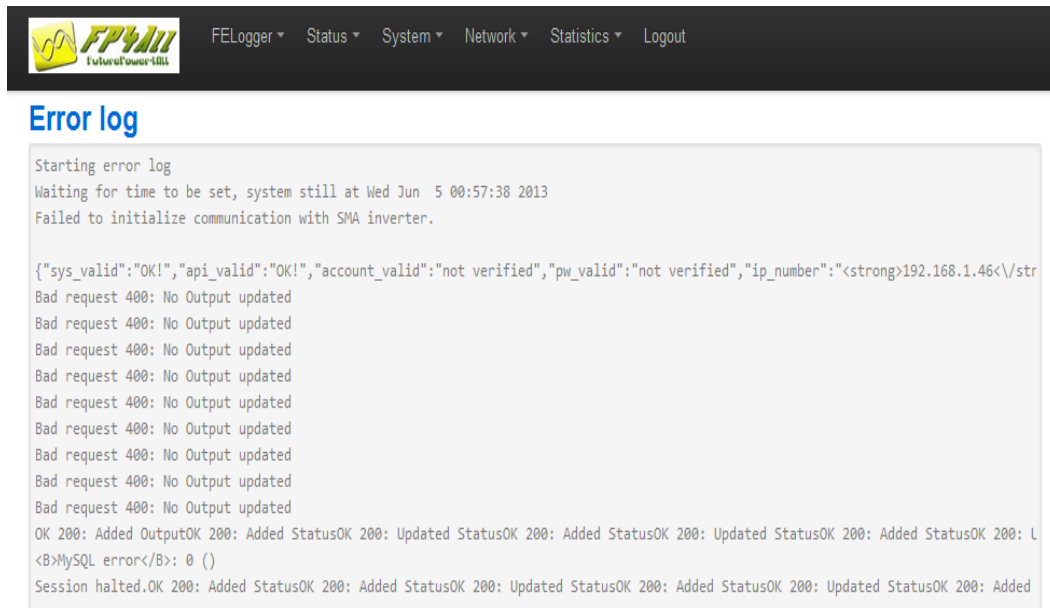 FP4All
FuturePower4All
FELogger Status System Network Statistics Logout
Error log
Starting error log
Waiting for time to be set, system still at Wed Jun  5 00:57:38 2013
Failed to initialize communication with SMA inverter.
{"sys_valid":"OK!","api_valid":"OK!","account_valid":"not verified","pw_valid":"not verified","ip_number":"<strong>192.168.1.46<\/str
Bad request 400: No Output updated
Bad request 400: No Output updated
Bad request 400: No Output updated
Bad request 400: No Output updated
Bad request 400: No Output updated
Bad request 400: No Output updated
Bad request 400: No Output updated
Bad request 400: No Output updated
Bad request 400: No Output updated
OK 200: Added OutputOK 200: Added StatusOK 200: Updated StatusOK 200: Added StatusOK 200: Updated StatusOK 200: Added StatusOK 200: U
<B>MySQL error</B>: 0 ()
Session halted.OK 200: Added StatusOK 200: Added StatusOK 200: Updated StatusOK 200: Added StatusOK 200: Updated StatusOK 200: Added